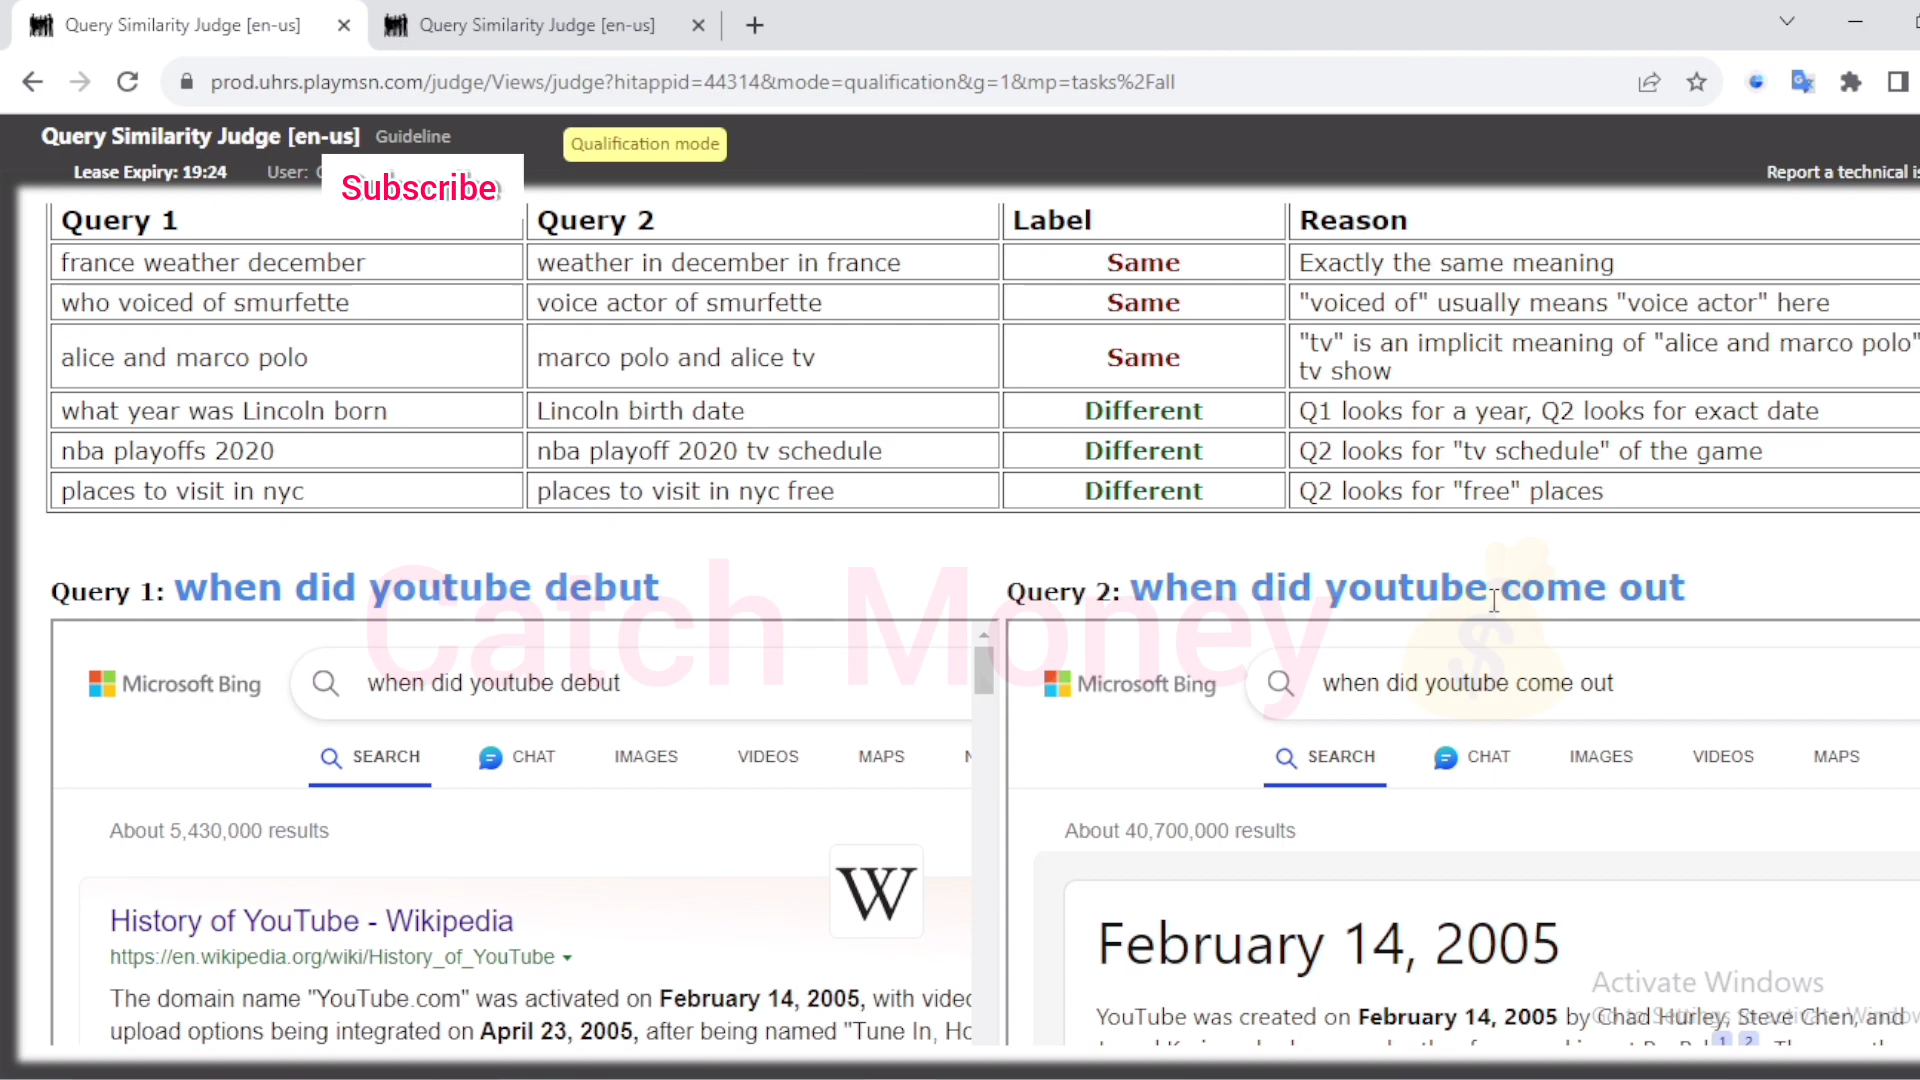 Query Similarity Judge [en-us]
Query Similarity Judge [en-us]
prod.uhrs.playmsn.com/judge/Views/judge?hitappid=44314&mode=qualification&g=1&mp=tasks%2Fall
Query Similarity Judge [en-us] Guideline
Qualification mode
Lease Expiry: 19:24 User:
Subscribe
Report a technical
Query 1 Query 2 Label Reason
france weather december weather in december in france Same Exactly the same meaning
who voiced of smurfette voice actor of smurfette Same "voiced of" usually means "voice actor" here
alice and marco polo marco polo and alice tv Same "tv" is an implicit meaning of "alice and marco polo"
tv show
what year was Lincoln born Lincoln birth date Different Q1 looks for a year, Q2 looks for exact date
nba playoffs 2020 nba playoff 2020 tv schedule Different Q2 looks for "tv schedule" of the game
places to visit in nyc places to visit in nyc free Different Q2 looks for "free" places
Catch Money
Query 1: when did youtube debut
Query 2: when did youtube come out
Microsoft Bing when did youtube debut
SEARCH CHAT IMAGES VIDEOS MAPS
About 5,430,000 results
W
History of YouTube - Wikipedia
https://en.wikipedia.org/wiki/History_of_YouTube
The domain name "YouTube.com" was activated on February 14, 2005, with video
upload options being integrated on April 23, 2005, after being named "Tune In,
Microsoft Bing when did youtube come out
SEARCH CHAT IMAGES VIDEOS MAPS
About 40,700,000 results
February 14, 2005
YouTube was created on February 14, 2005 by Chad Hurley, Steve Chen, and
1 2
Activate Windows